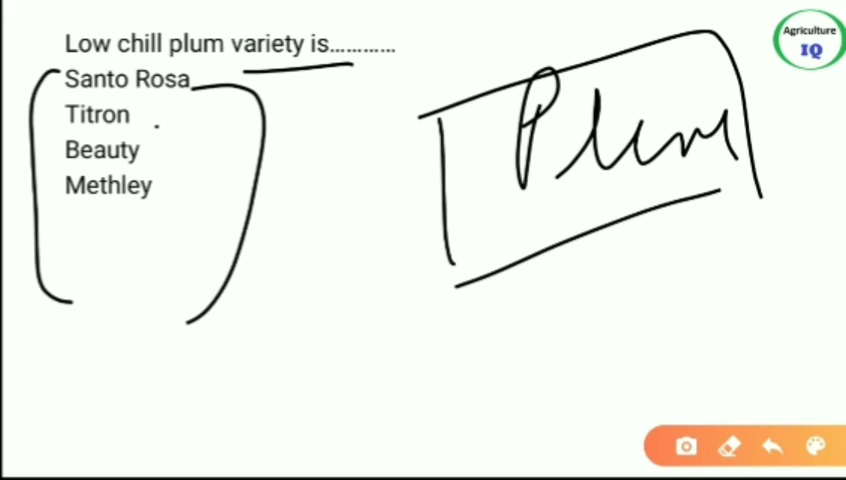 Low chill plum variety is............
Santo Rosa
Titron
Beauty
Methley
Plum
Agriculture
IQ